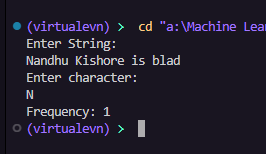 (virtualevn) > cd "a:\Machine Lear
Enter String:
Nandhu Kishore is blad
Enter character:
N
Frequency: 1
(virtualevn) >